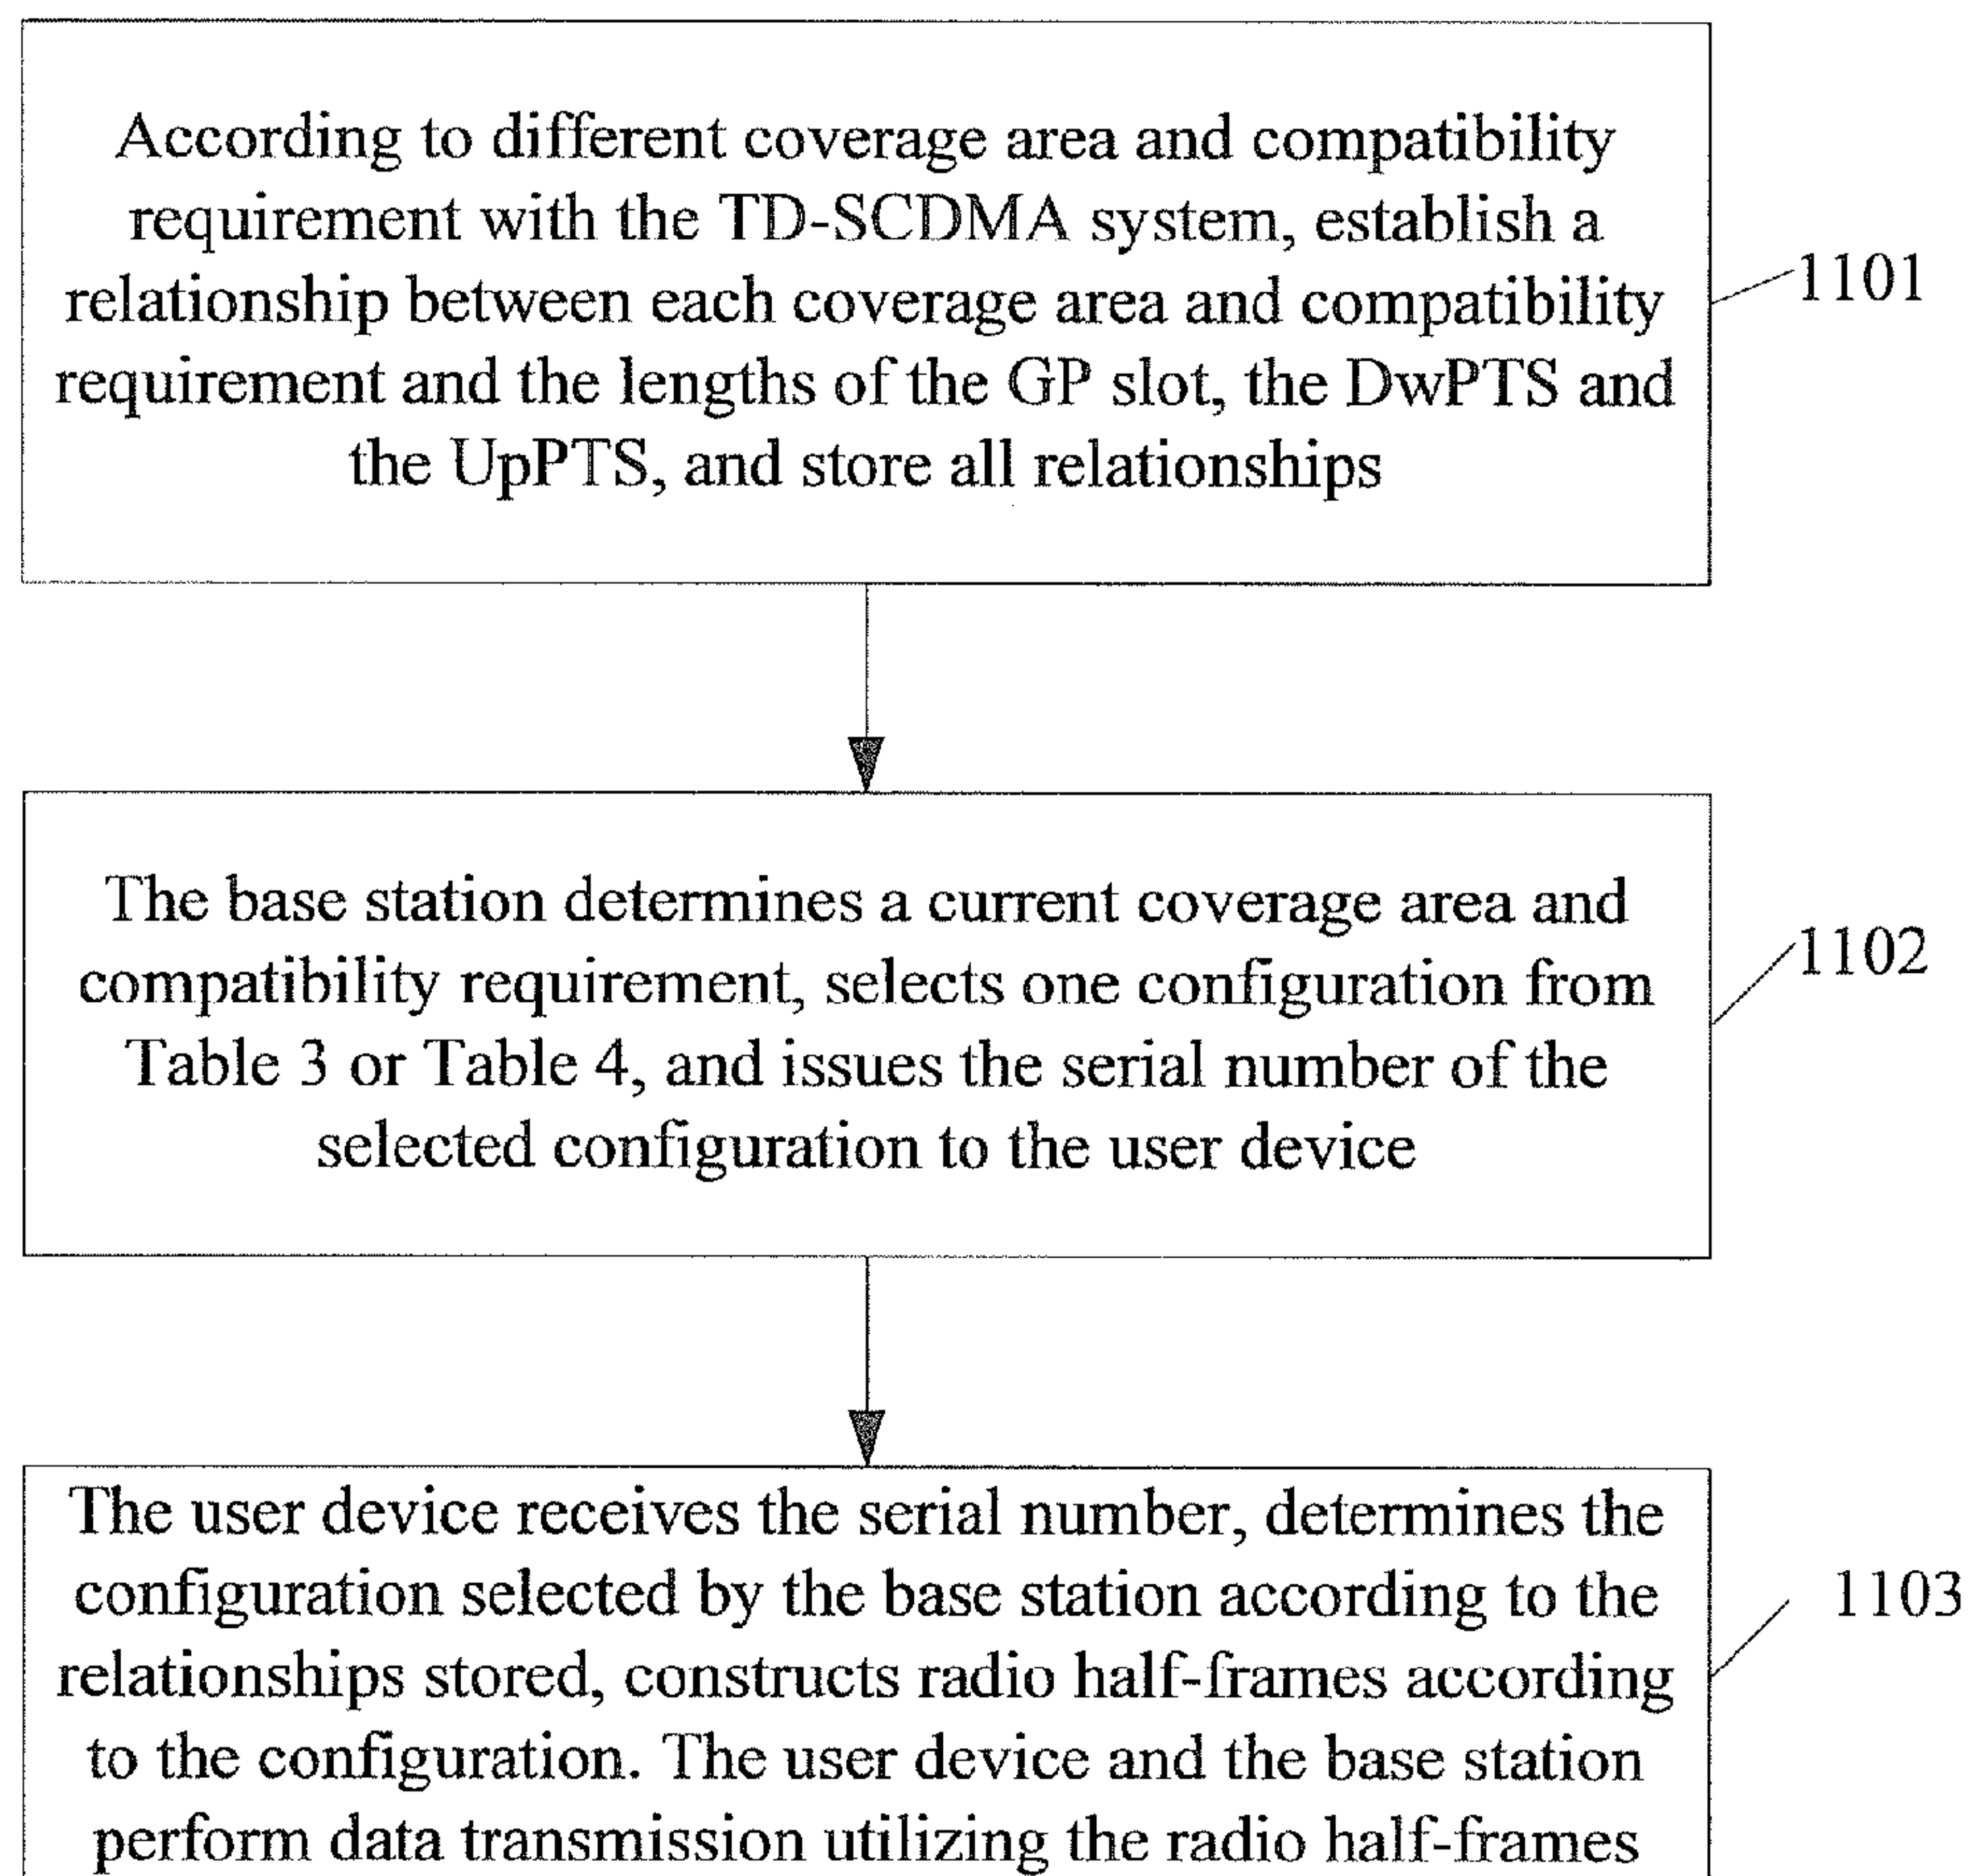 According to different coverage area and compatibility
requirement with the TD-SCDMA system, establish a
relationship between each coverage area and compatibility
requirement and the lengths of the GP slot, the DwPTS and
the UpPTS, and store all relationships
1101
The base station determines a current coverage area and
compatibility requirement, selects one configuration from
Table 3 or Table 4, and issues the serial number of the
selected configuration to the user device
1102
The user device receives the serial number, determines the
configuration selected by the base station according to the
relationships stored, constructs radio half-frames according
to the configuration. The user device and the base station
perform data transmission utilizing the radio half-frames
1103